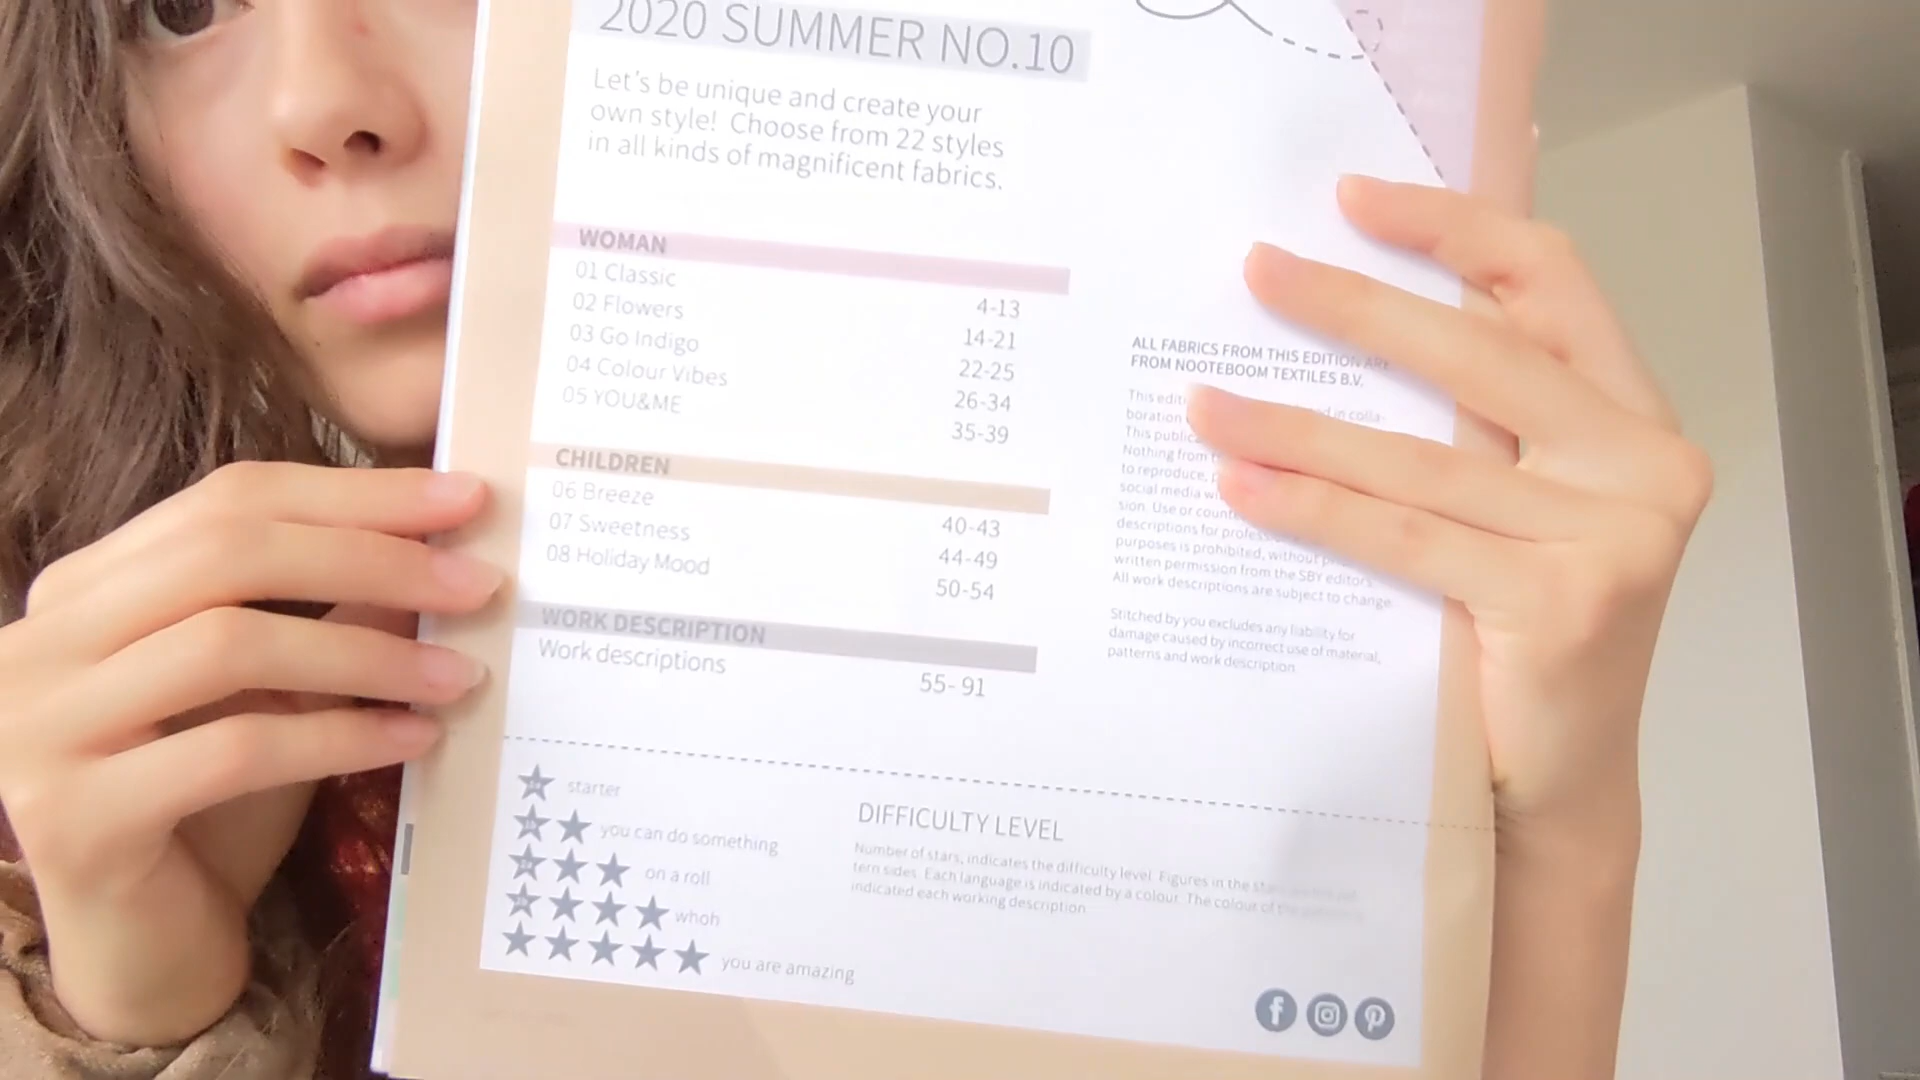 2020 SUMMER NO.10
Let's be unique and create your
own style! Choose from 22 styles
in all kinds of magnificent fabrics.
WOMAN
01 Classic 4-13
02 Flowers 14-21
03 Go Indigo 22-25
04 Colour Vibes 26-34
05 YOU&ME 35-39
CHILDREN
06 Breeze 40-43
07 Sweetness 44-49
08 Holiday Mood 50-54
WORK DESCRIPTION
Work descriptions 55- 91
ALL FABRICS FROM THIS EDITION ARE
FROM NOOTEBOOM TEXTILES B.V.
This in colla-
boration
This
Nothing from
to reproduce,
social media
sion. Use or
descriptions for
purposes is prohibited, without
written permission from the SBY editors.
All work descriptions are subject to change.
Stitched by you excludes any liability for
damage caused by incorrect use of material,
patterns and work description.
starter
you can do something
on a roll
whoh
you are amazing
DIFFICULTY LEVEL
Number of stars, indicates the difficulty level. Figures in the
tern sides. Each language is indicated by a colour. The colour of
indicated each working description.